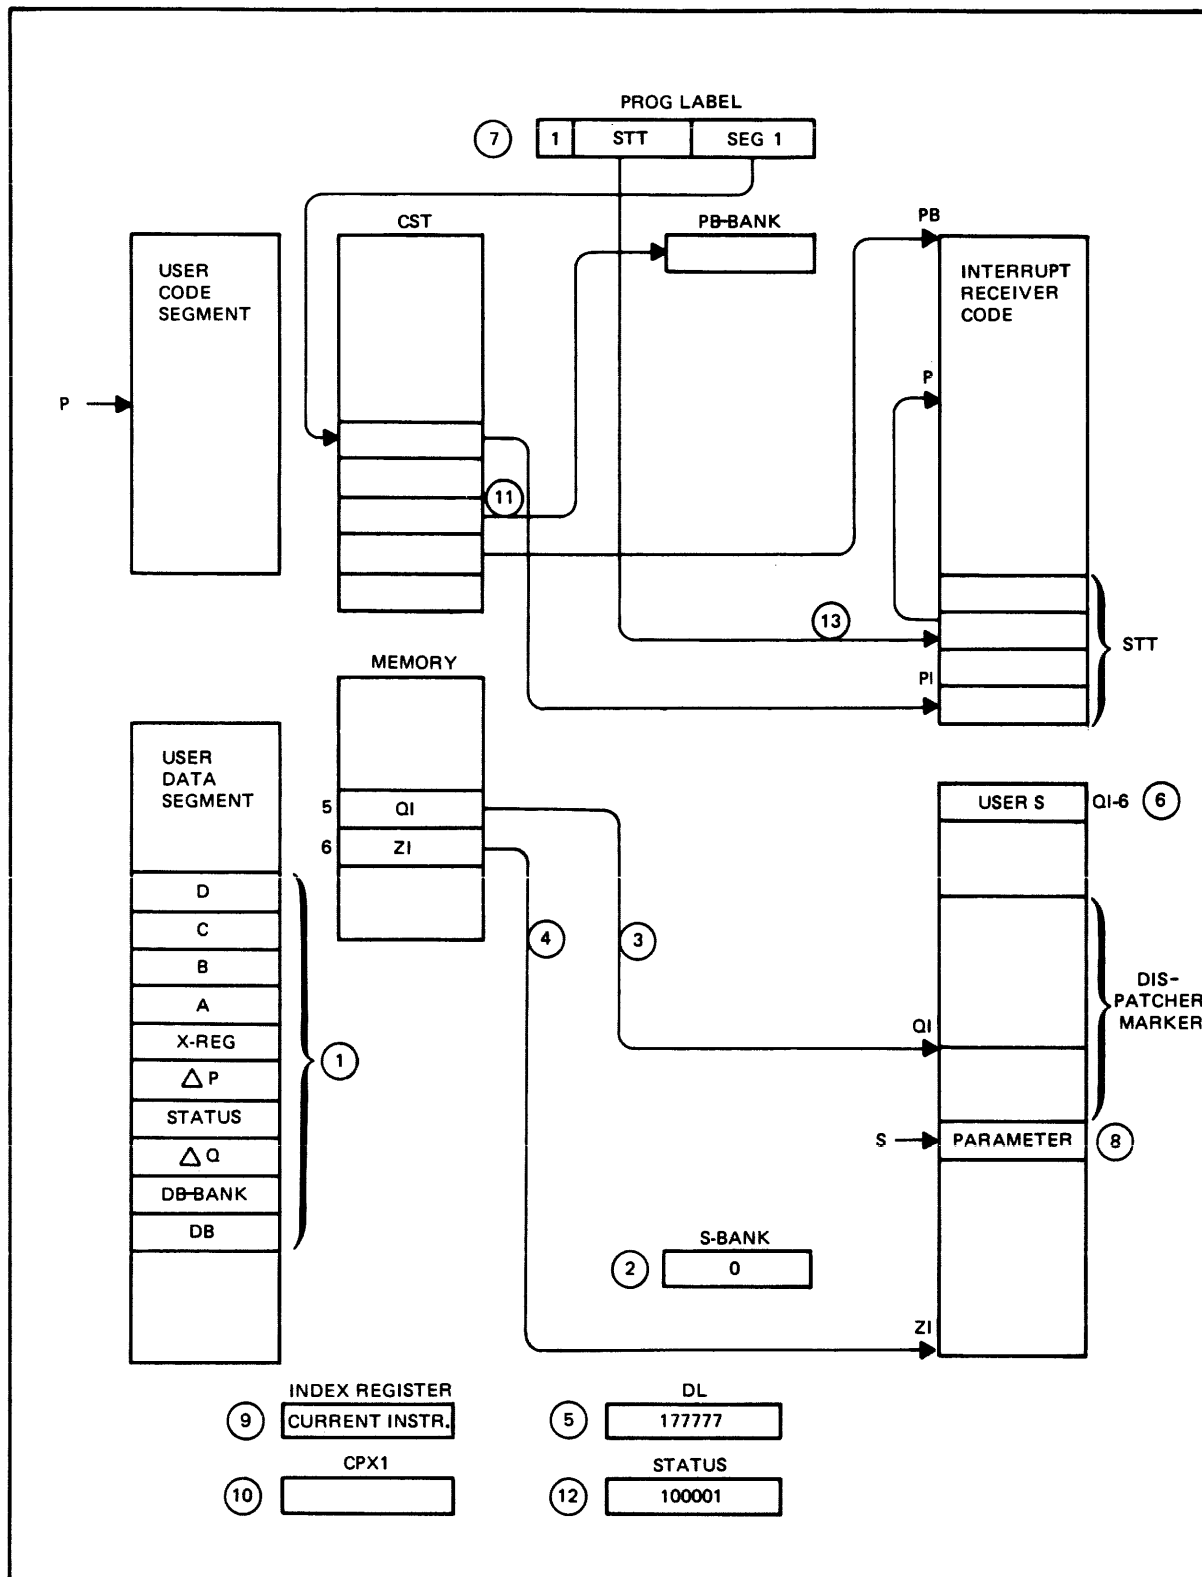 PROG LABEL
7 1 STT SEG 1
CST
PB-BANK
PB
USER
CODE
SEGMENT
INTERRUPT
RECEIVER
CODE
P
P
11
13
STT
MEMORY
PI
USER
DATA
SEGMENT
5 QI
6 ZI
USER S QI-6 6
D
C
B
A
X-REG
△ P
STATUS
△ Q
DB-BANK
DB
1
4
3
DIS-
PATCHER
MARKER
QI
S PARAMETER 8
S-BANK
2 0
ZI
INDEX REGISTER
9 CURRENT INSTR.
DL
5 177777
CPX1
10
STATUS
12 100001